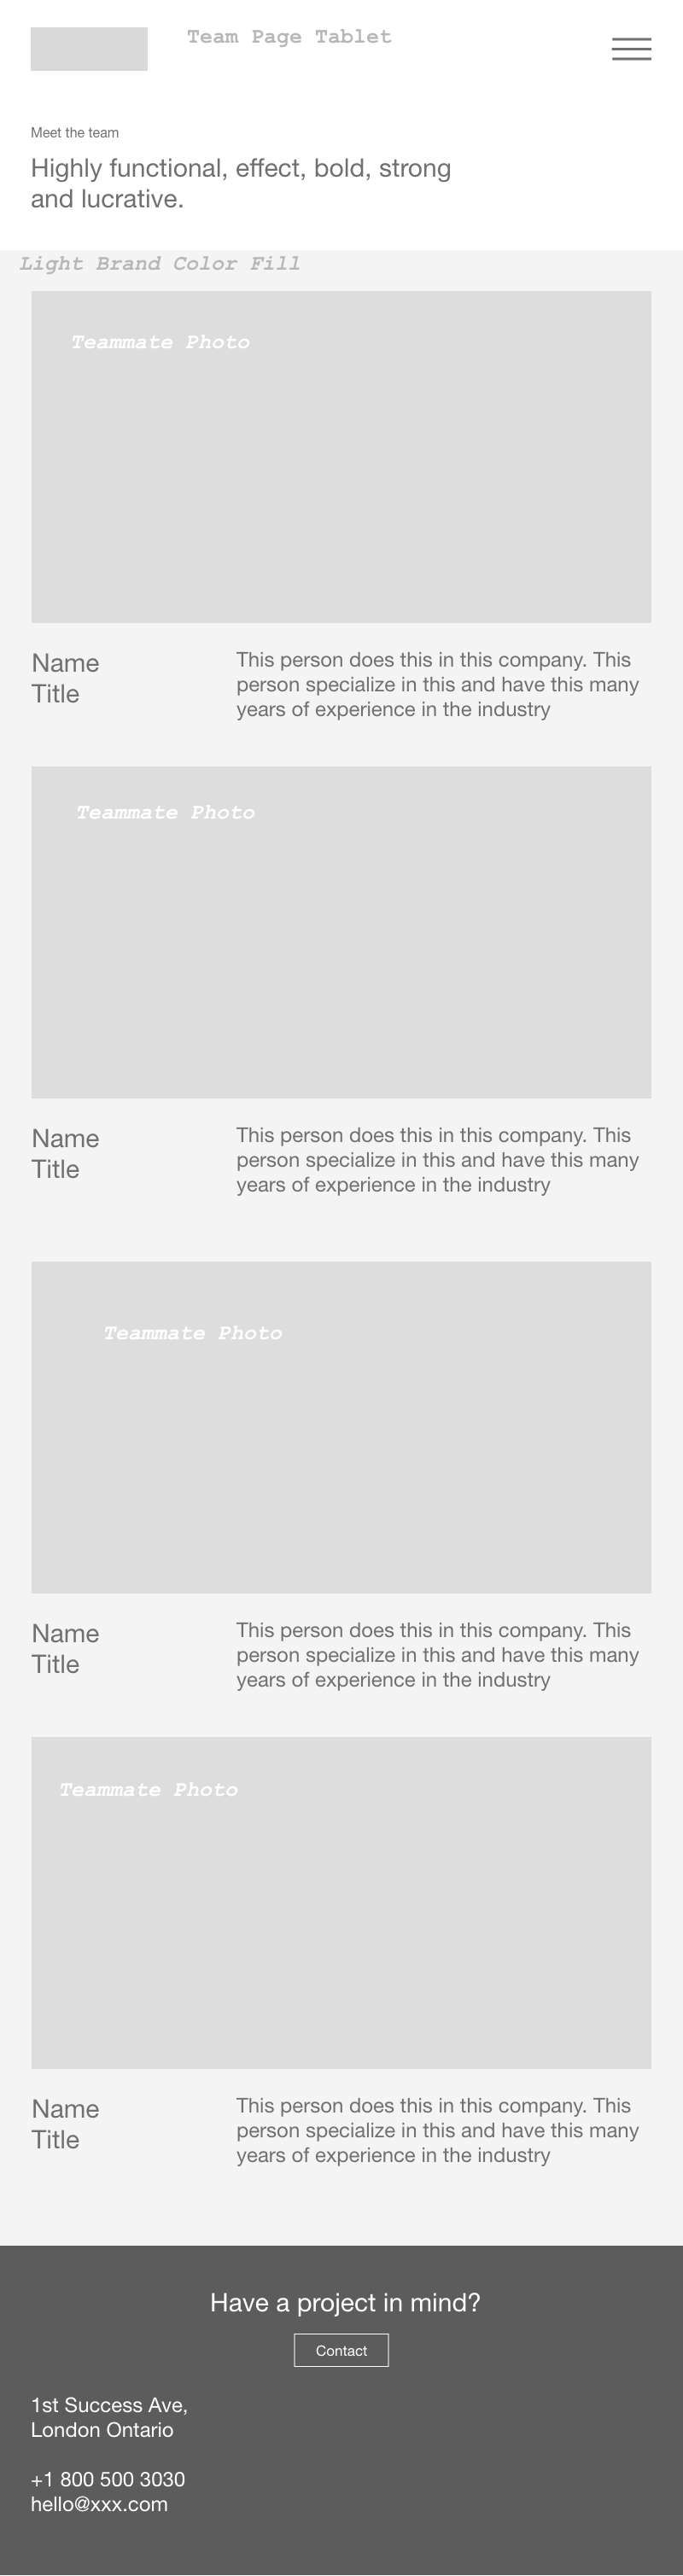 Team Page Tablet
Meet the team
Highly functional, effect, bold, strong
and lucrative.
Light Brand Color Fill
Teammate Photo
Name
Title
This person does this in this company. This
person specialize in this and have this many
years of experience in the industry
Teammate Photo
Name
Title
This person does this in this company. This
person specialize in this and have this many
years of experience in the industry
Teammate Photo
Name
Title
This person does this in this company. This
person specialize in this and have this many
years of experience in the industry
Teammate Photo
Name
Title
This person does this in this company. This
person specialize in this and have this many
years of experience in the industry
Have a project in mind?
Contact
1st Success Ave,
London Ontario
+1 800 500 3030
hello@xxx.com